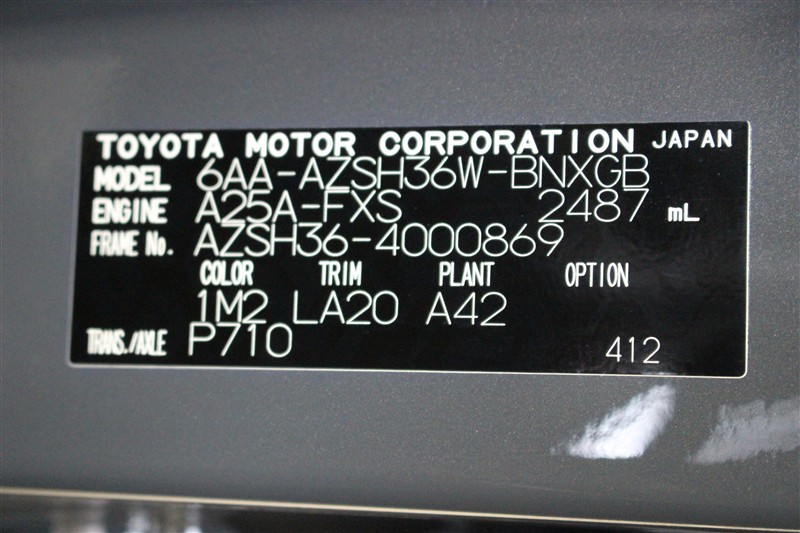 TOYOTA MOTOR CORPORATION JAPAN
MODEL 6AA-AZSH36W-BNXGB
ENGINE A25A-FXS 2487 mL
FRAME No. AZSH36-4000869
COLOR TRIM PLANT OPTION
1M2 LA20 A42
TRANS./AXLE P710 412